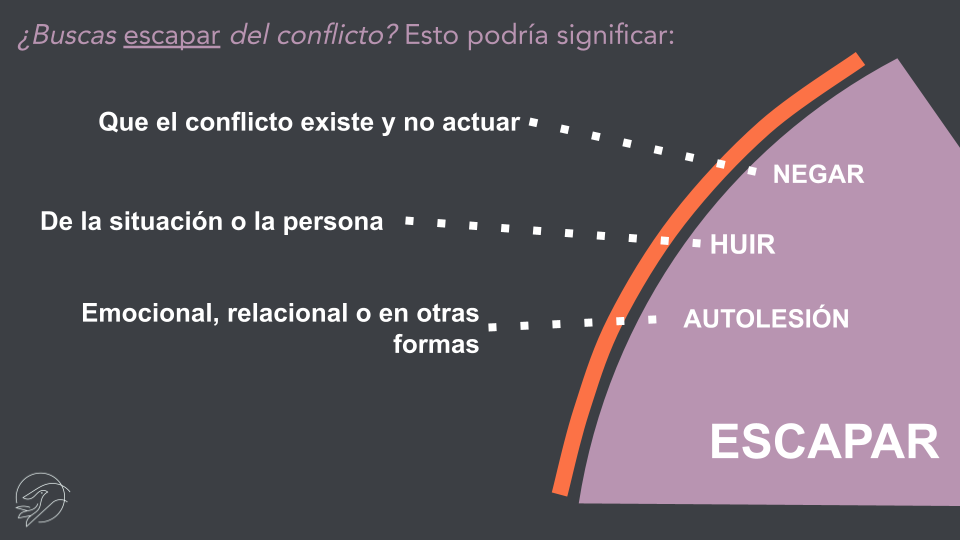 ¿Buscas escapar del conflicto? Esto podría significar:
Que el conflicto existe y no actuar
NEGAR
De la situación o la persona
HUIR
Emocional, relacional o en otras
formas
AUTOLESIÓN
ESCAPAR